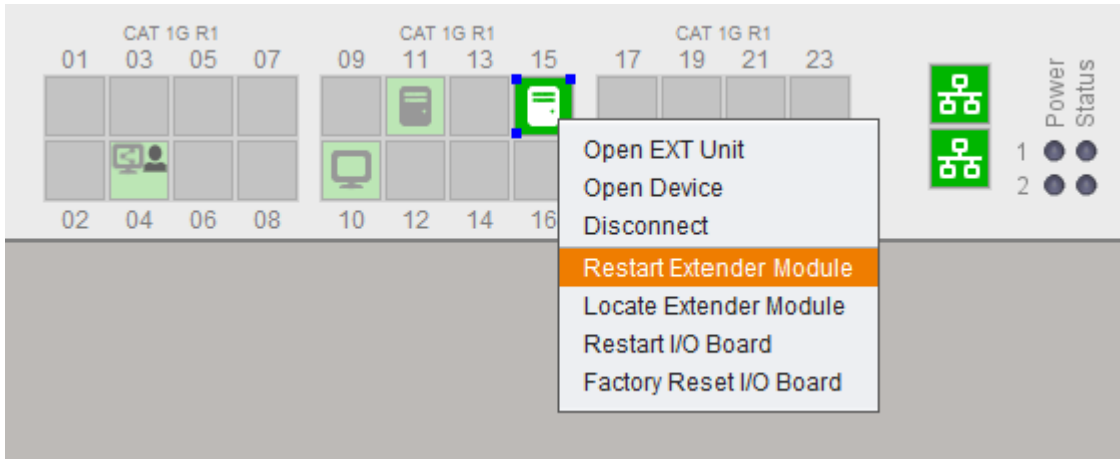 CAT 1G R1 CAT 1G R1 CAT 1G R1
01 03 05 07 09 11 13 15 17 19 21 23
Power
Status
1
2
02 04 06 08 10 12 14 16
Open EXT Unit
Open Device
Disconnect
Restart Extender Module
Locate Extender Module
Restart I/O Board
Factory Reset I/O Board